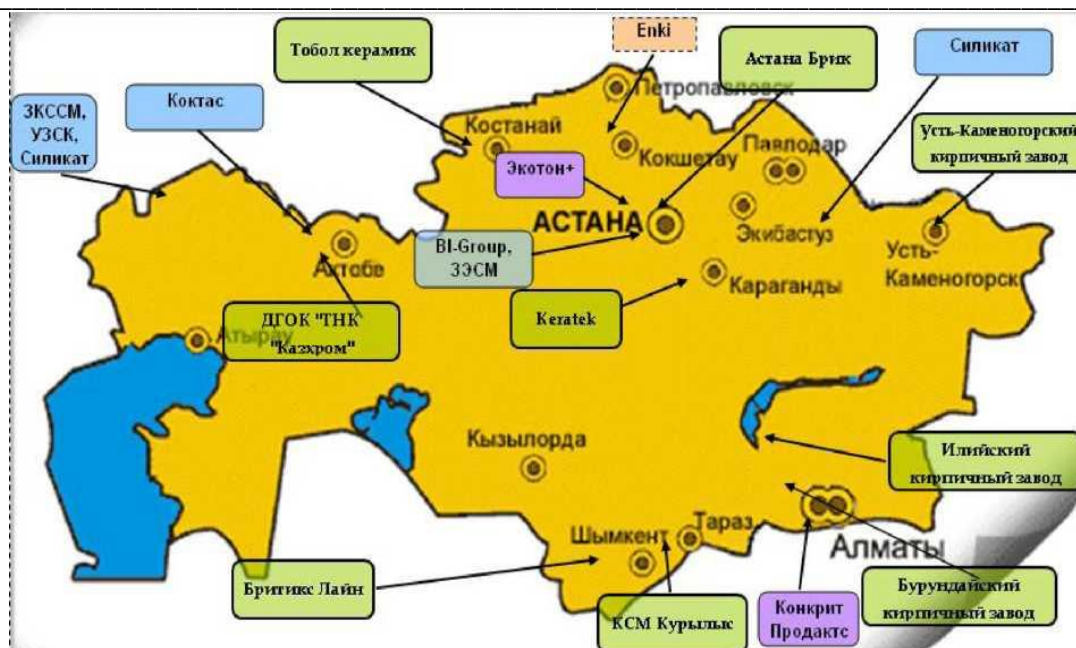 Enki
Тобол керамик
Астана Брик
Силикат
ЗКССМ,
УЗСК,
Силикат
Коктас
Петропавловск
Костанай
Кокшетау
Павлодар
Усть-Каменогорский
кирпичный завод
Экотон+
АСТАНА
Экибастуз
BI-Group,
ЗЭСМ
Актобе
Усть-
Каменогорск
Keratek
Караганды
ДГОК "ТНК
"Казхром"
Атырау
Кызылорда
Илийский
кирпичный завод
Шымкент
Тараз
Алматы
Бритикс Лайн
КСМ Курылыс
Конкрит
Продактс
Бурундайский
кирпичный завод